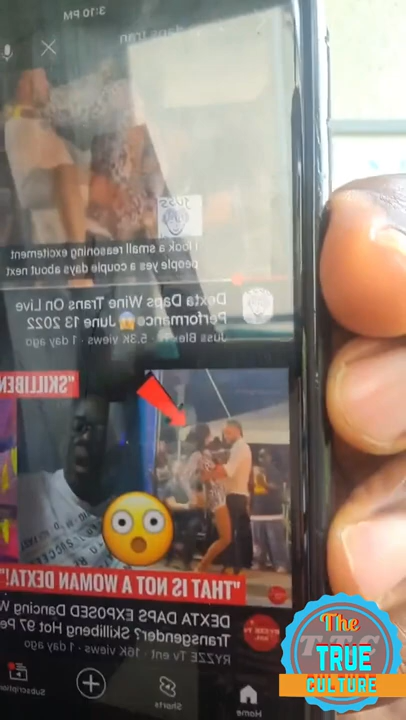 3:10 PM
I took a small reasoning excitement
people yes a couple days about next
Dexta Daps Wine Trans On Live
Performance😱 June 13 2022
5.3K views · 1 day ago
"SKILLIBEN
"THAT IS NOT A WOMAN DEXTA!"
DEXTA DAPS EXPOSED Dancing W
Transgender? Skillibeng Hot 97 Pe
RYZZE Tv ent · 16K views · 1 day ago
Home
Shorts
Subscription
The
T.T.C
TRUE
CULTURE